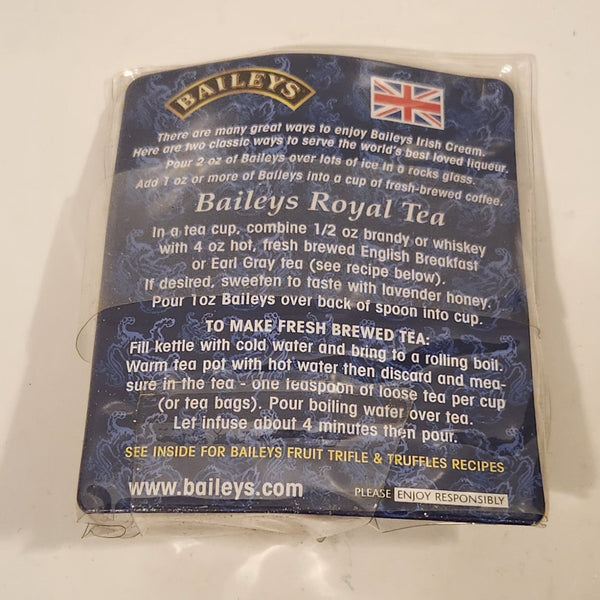 BAILEYS
There are many great ways to enjoy Baileys Irish Cream.
Here are two classic ways to serve the world's best loved liqueur.
Pour 2 oz of Baileys over lots of ice in a rocks glass.
Add 1 oz or more of Baileys into a cup of fresh-brewed coffee.
Baileys Royal Tea
In a tea cup, combine 1/2 oz brandy or whiskey
with 4 oz hot, fresh brewed English Breakfast
or Earl Gray tea (see recipe below).
If desired, sweeten to taste with lavender honey.
Pour 1oz Baileys over back of spoon into cup.
TO MAKE FRESH BREWED TEA:
Fill kettle with cold water and bring to a rolling boil.
Warm tea pot with hot water then discard and mea-
sure in the tea - one teaspoon of loose tea per cup
(or tea bags). Pour boiling water over tea.
Let infuse about 4 minutes then pour.
SEE INSIDE FOR BAILEYS FRUIT TRIFLE & TRUFFLES RECIPES
www.baileys.com
PLEASE ENJOY RESPONSIBLY